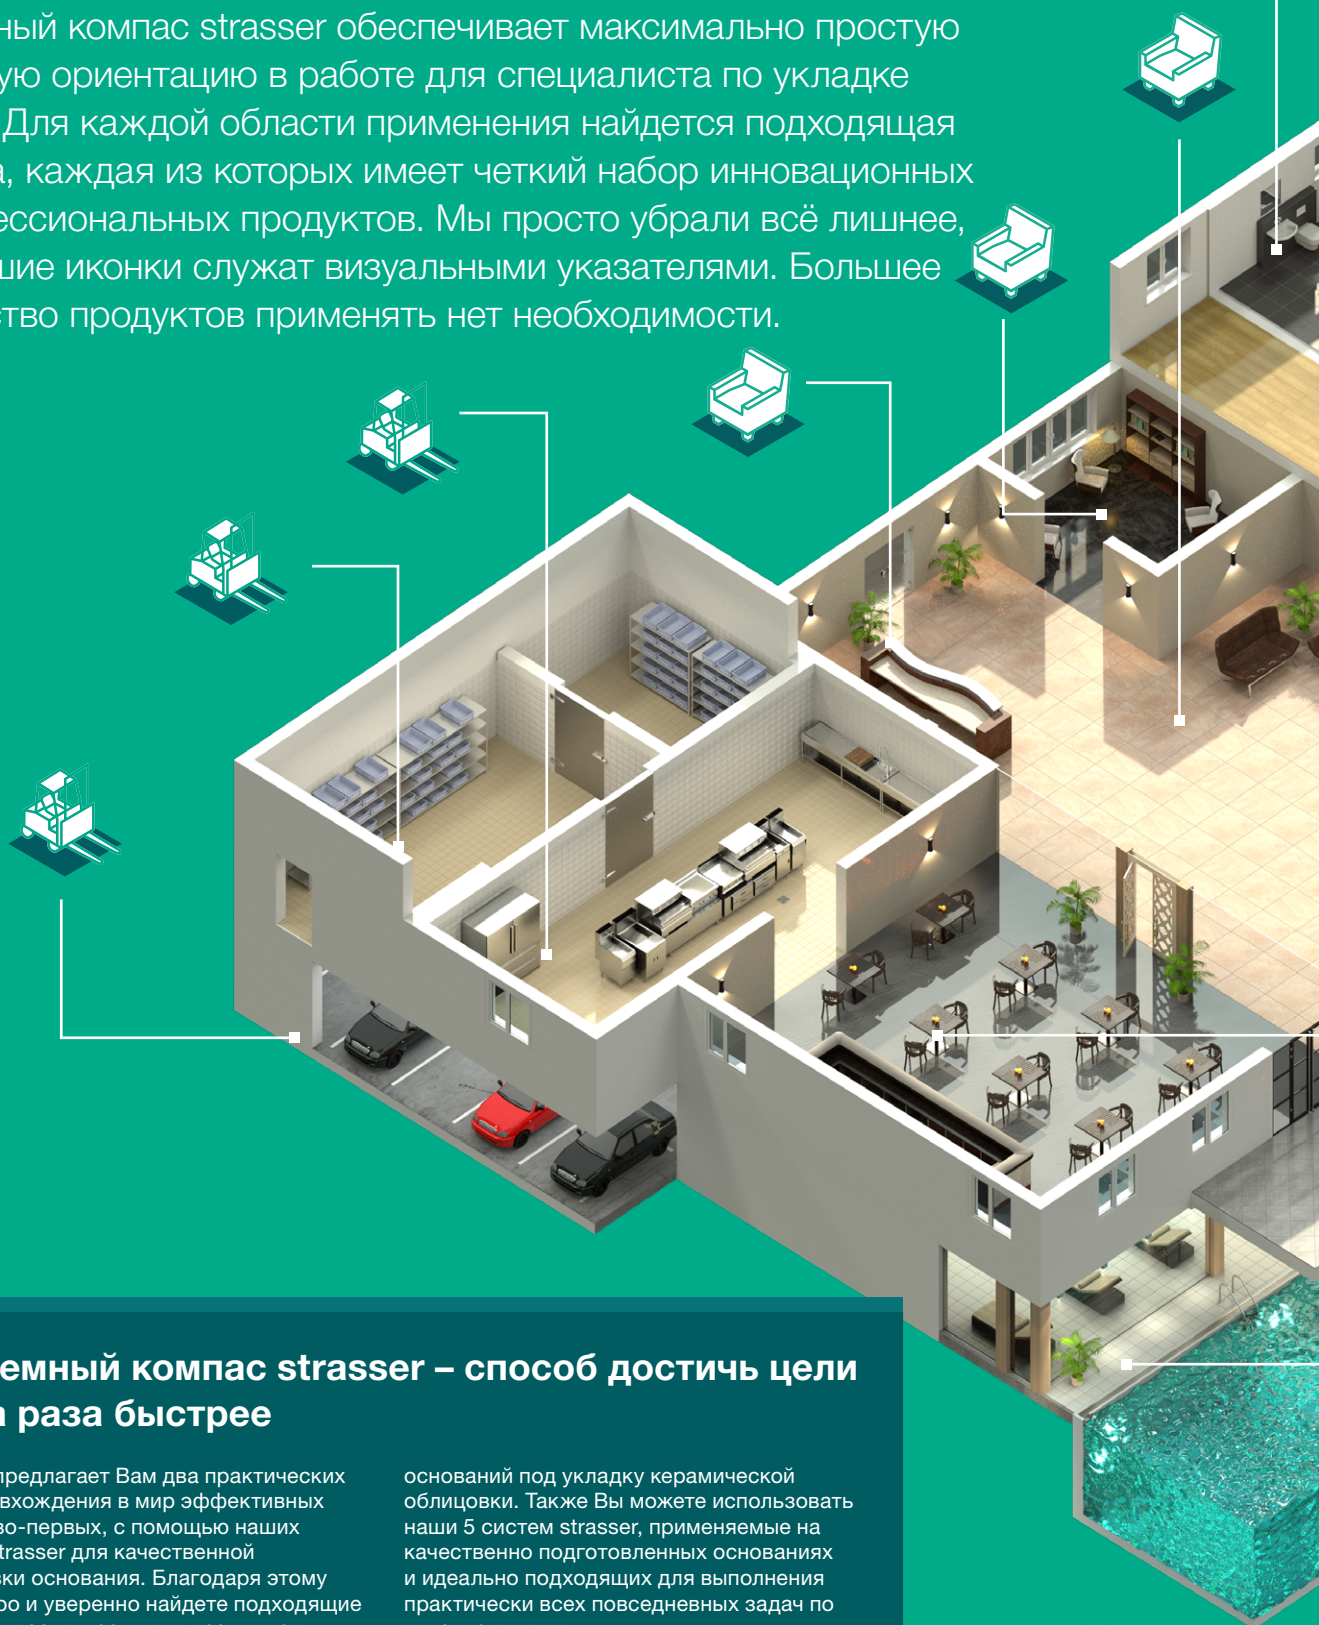 ный компас strasser обеспечивает максимально простую
ую ориентацию в работе для специалиста по укладке
Для каждой области применения найдется подходящая
а, каждая из которых имеет четкий набор инновационных
ессиональных продуктов. Мы просто убрали всё лишнее,
шие иконки служат визуальными указателями. Большее
ство продуктов применять нет необходимости.
емный компас strasser – способ достичь цели
а раза быстрее
предлагает Вам два практических
вхождения в мир эффективных
во-первых, с помощью наших
trasser для качественной
вки основания. Благодаря этому
ро и уверенно найдете подходящие
оснований под укладку керамической
облицовки. Также Вы можете использовать
наши 5 систем strasser, применяемые на
качественно подготовленных основаниях
и идеально подходящих для выполнения
практически всех повседневных задач по